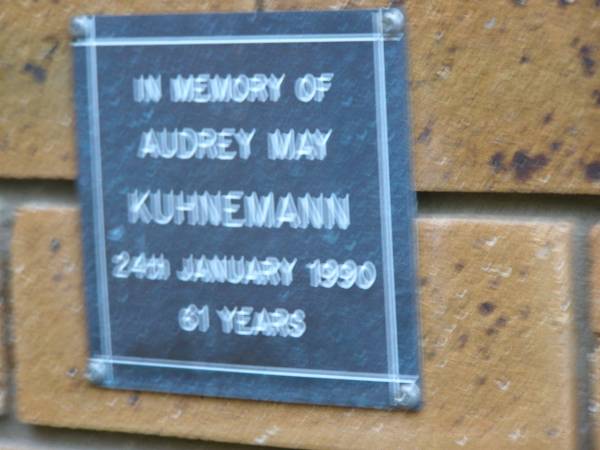 IN MEMORY OF
AUDREY MAY
KUHNEMANN
24TH JANUARY 1990
61 YEARS